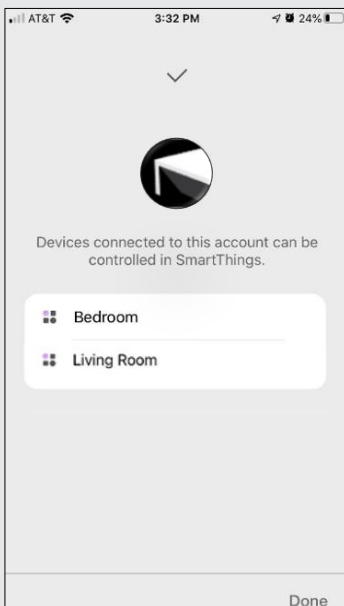 AT&T 3:32 PM 24%
Devices connected to this account can be
controlled in SmartThings.
Bedroom
Living Room
Done